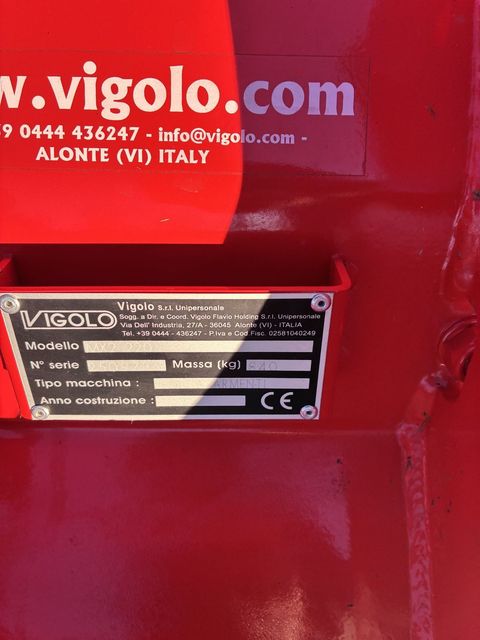 w.vigolo.com
9 0444 436247 - info@vigolo.com -
ALONTE (VI) ITALY
VIGOLO
Vigolo S.r.l. Unipersonale
Sogg. a Dir. e Coord. Vigolo Flavio Holding S.r.l. Unipersonale
Via Dell' Industria, 27/A - 36045 Alonte (VI) - ITALIA
Tel. +39 0444 - 436247 - P.Iva e Cod Fisc. 02581040249
Modello
N° serie Massa (kg) 840
Tipo macchina :
Anno costruzione : CE